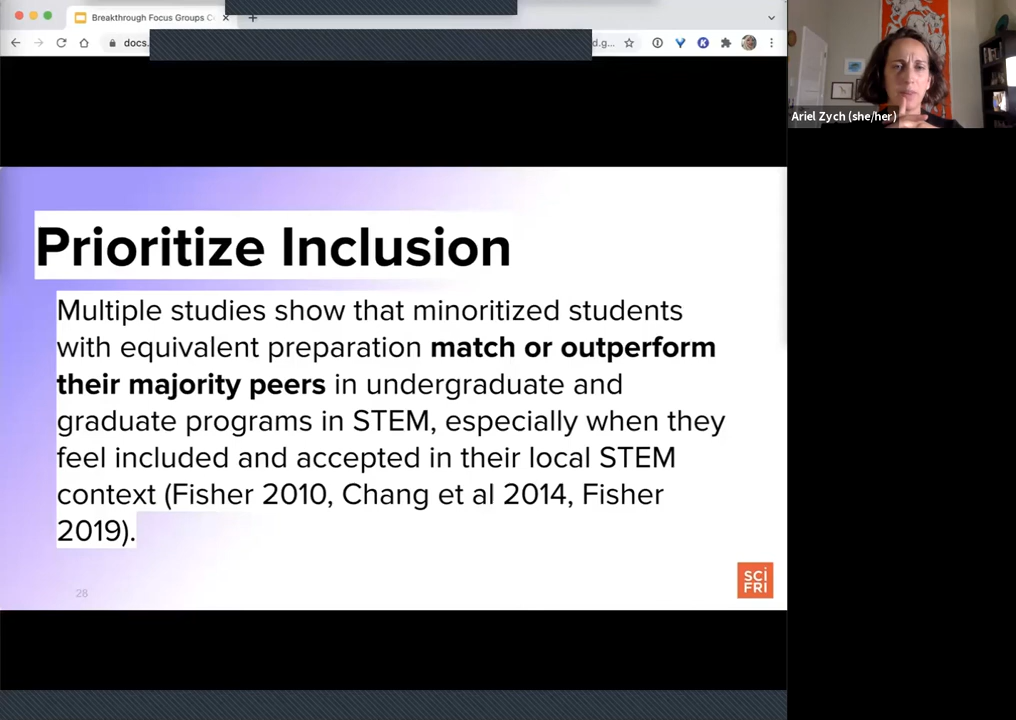 Breakthrough Focus Groups
docs.
d.g...
Ariel Zych (she/her)
Prioritize Inclusion
Multiple studies show that minoritized students
with equivalent preparation match or outperform
their majority peers in undergraduate and
graduate programs in STEM, especially when they
feel included and accepted in their local STEM
context (Fisher 2010, Chang et al 2014, Fisher
2019).
28
SCI
FRI